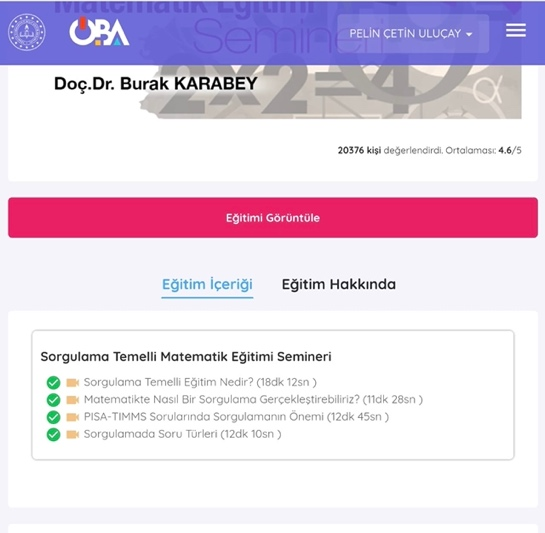 Matematik Eğitimi
Semineri
ÖBA
PELİN ÇETİN ULUÇAY
Doç.Dr. Burak KARABEY
2x2=4
α
20376 kişi değerlendirdi. Ortalaması: 4.6/5
Eğitimi Görüntüle
Eğitim İçeriği Eğitim Hakkında
Sorgulama Temelli Matematik Eğitimi Semineri
Sorgulama Temelli Eğitim Nedir? (18dk 12sn )
Matematikte Nasıl Bir Sorgulama Gerçekleştirebiliriz? (11dk 28sn )
PISA-TIMMS Sorularında Sorgulamanın Önemi (12dk 45sn )
Sorgulamada Soru Türleri (12dk 10sn )